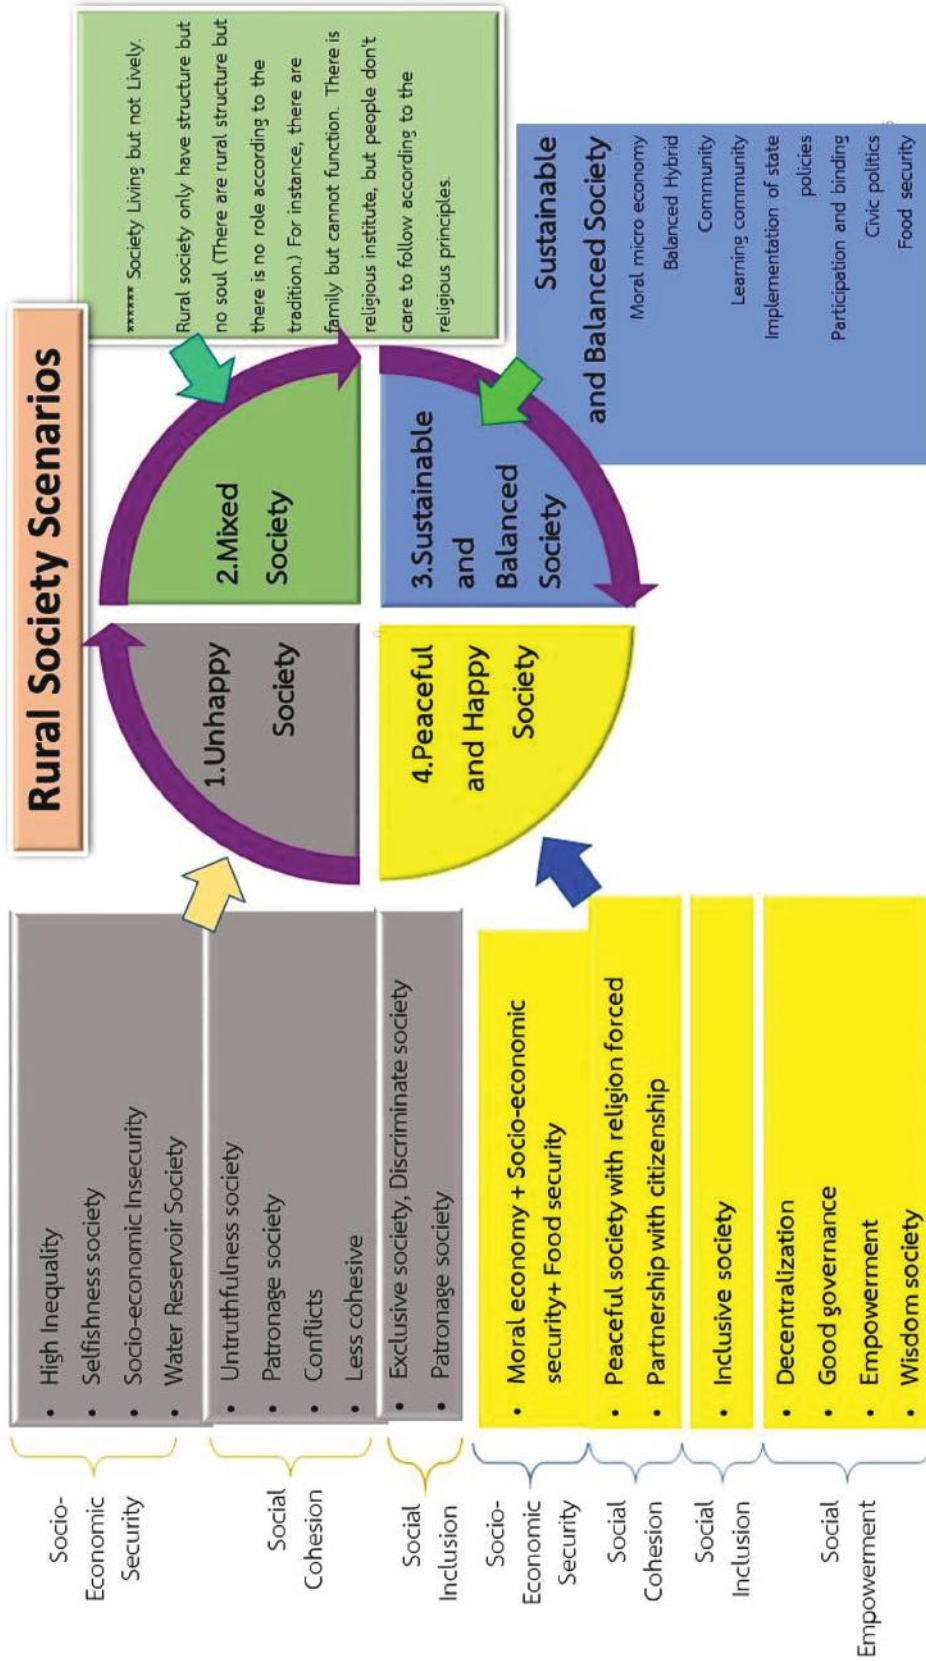 Rural Society Scenarios
Socio-
Economic
Security
• High Inequality
• Selfishness society
• Socio-economic Insecurity
• Water Reservoir Society
Social
Cohesion
• Untruthfulness society
• Patronage society
• Conflicts
• Less cohesive
Social
Inclusion
• Exclusive society, Discriminate society
• Patronage society
Socio-
Economic
Security
• Moral economy + Socio-economic
security+ Food security
Social
Cohesion
• Peaceful society with religion forced
• Partnership with citizenship
Social
Inclusion
• Inclusive society
Social
Empowerment
• Decentralization
• Good governance
• Empowerment
• Wisdom society
1.Unhappy
Society
2.Mixed
Society
3.Sustainable
and
Balanced
Society
4.Peaceful
and Happy
Society
****** Society Living but not Lively.
Rural society only have structure but
no soul (There are rural structure but
there is no role according to the
tradition.) For instance, there are
family but cannot function. There is
religious institute, but people don't
care to follow according to the
religious principles.
Sustainable
and Balanced Society
Moral micro economy
Balanced Hybrid
Community
Learning community
Implementation of state
policies
Participation and binding
Civic politics
Food security